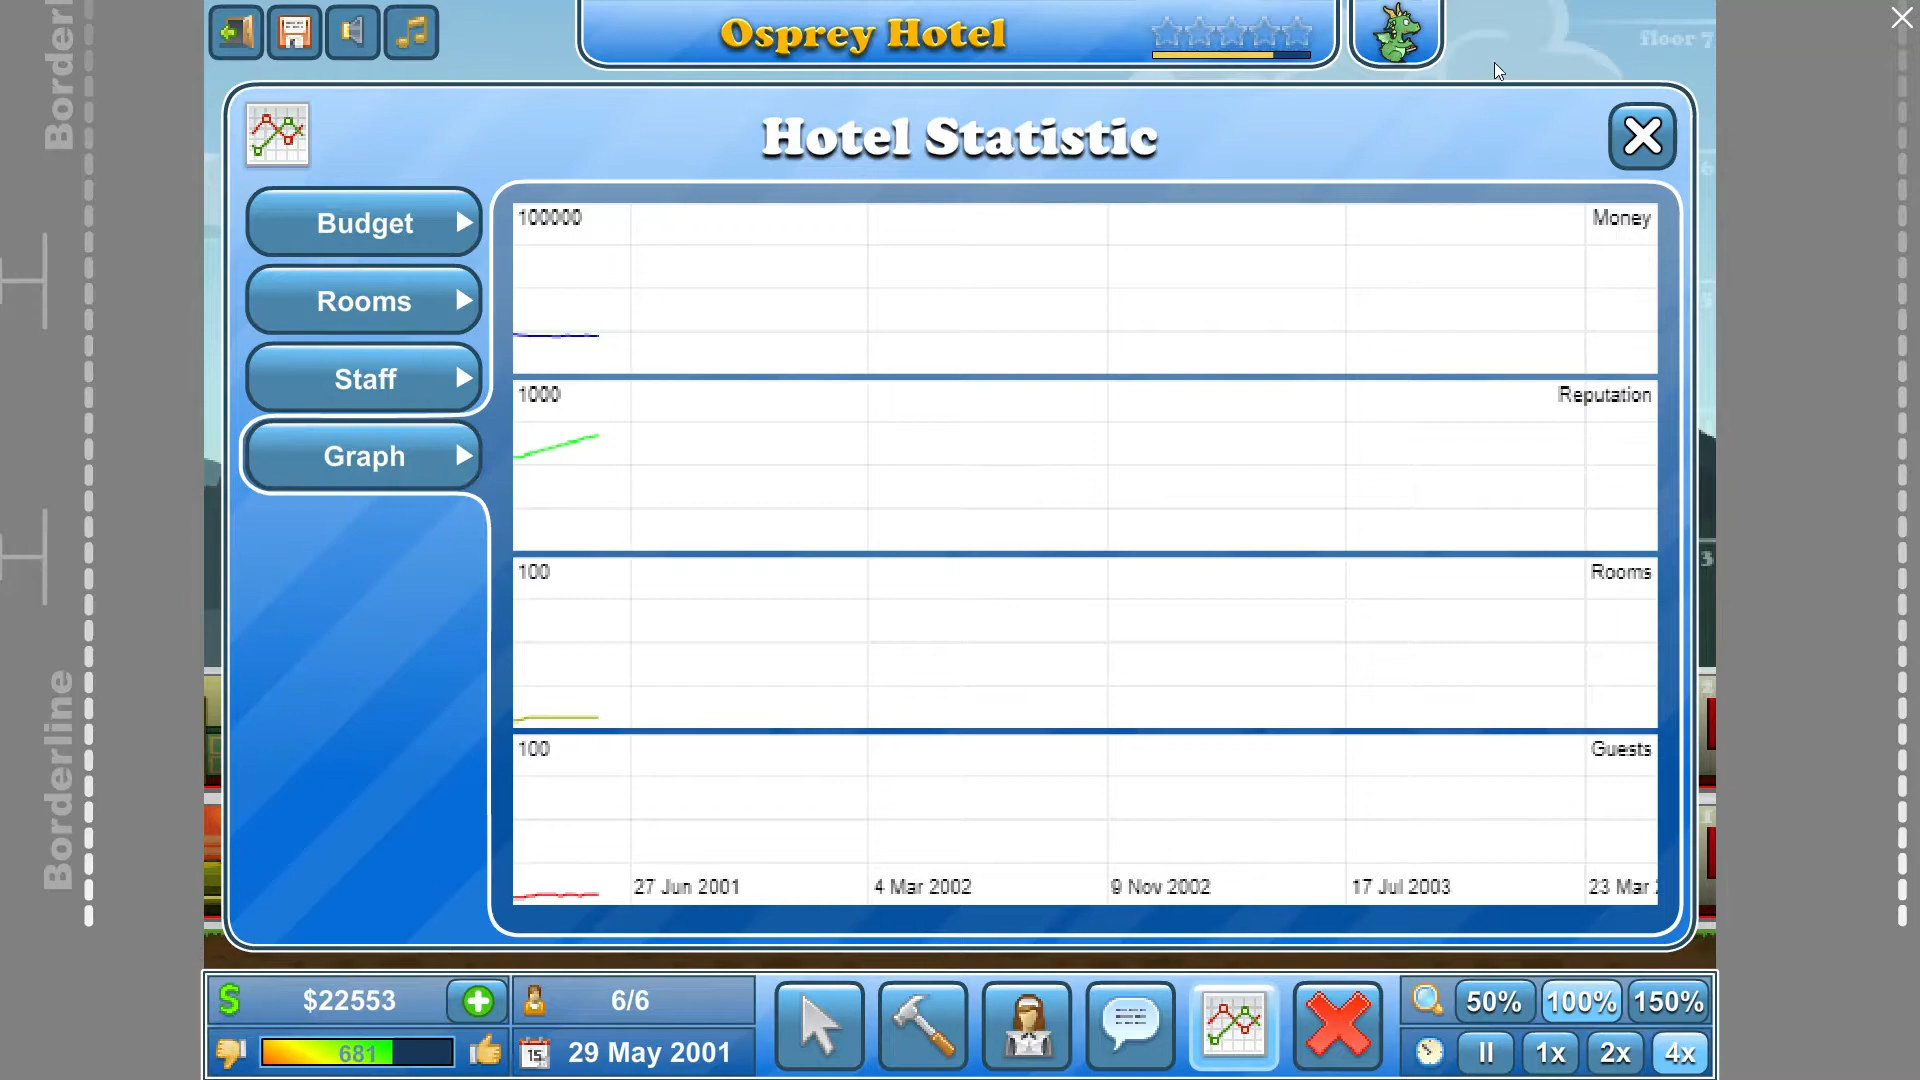 Osprey Hotel
floor 7
Hotel Statistic
Budget
Rooms
Staff
Graph
100000
Money
1000
Reputation
100
Rooms
100
Guests
27 Jun 2001
4 Mar 2002
9 Nov 2002
17 Jul 2003
23 Mar
$22553
6/6
681
15
29 May 2001
50%
100%
150%
1x
2x
4x
Borderline
Borderl